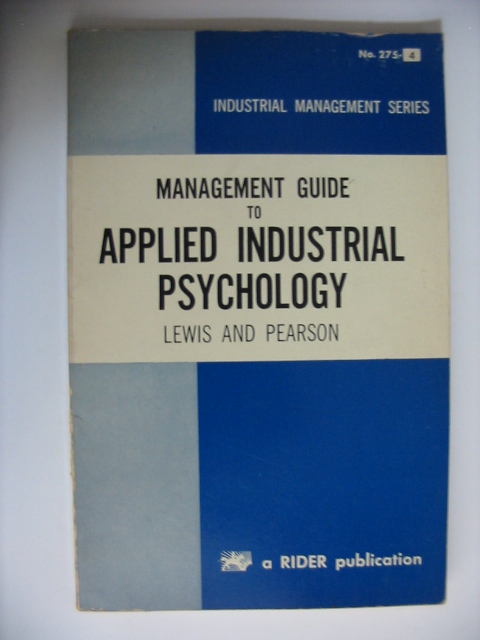 No. 275-4
INDUSTRIAL MANAGEMENT SERIES
MANAGEMENT GUIDE
TO
APPLIED INDUSTRIAL
PSYCHOLOGY
LEWIS AND PEARSON
a RIDER publication